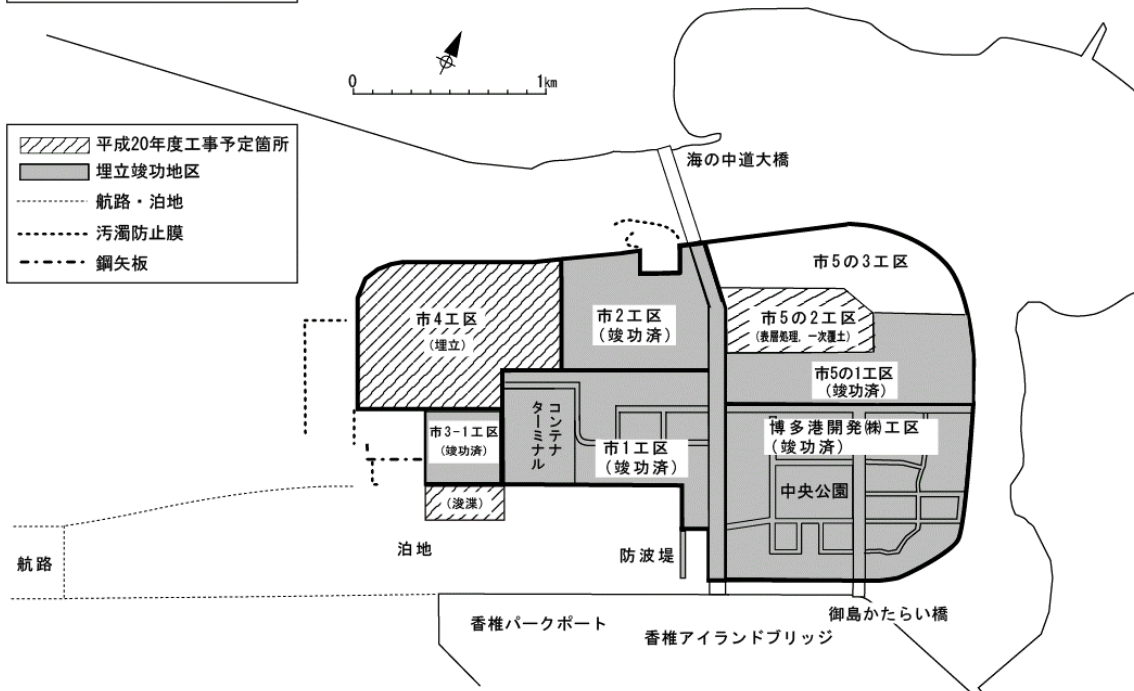 0
1km
平成20年度工事予定箇所
埋立竣功地区
航路・泊地
汚濁防止膜
鋼矢板
海の中道大橋
市5の3工区
市4工区
(埋立)
市2工区
(竣功済)
市5の2工区
(表層処理、一次覆土)
市5の1工区
(竣功済)
コンテナ
ターミナル
市3-1工区
(竣功済)
市1工区
(竣功済)
博多港開発㈱工区
(竣功済)
中央公園
(浚渫)
泊地
防波堤
航路
御島かたらい橋
香椎パークポート
香椎アイランドブリッジ